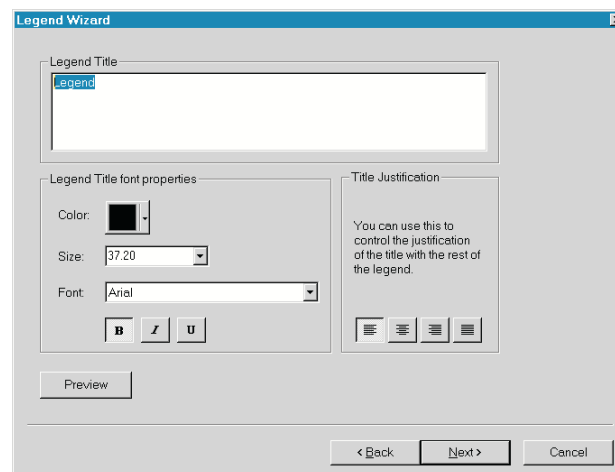 Legend Wizard
Legend Title
Legend
Legend Title font properties
Color:
Size: 37.20
Font: Arial
B I U
Title Justification
You can use this to
control the justification
of the title with the rest of
the legend.
Preview
< Back Next > Cancel